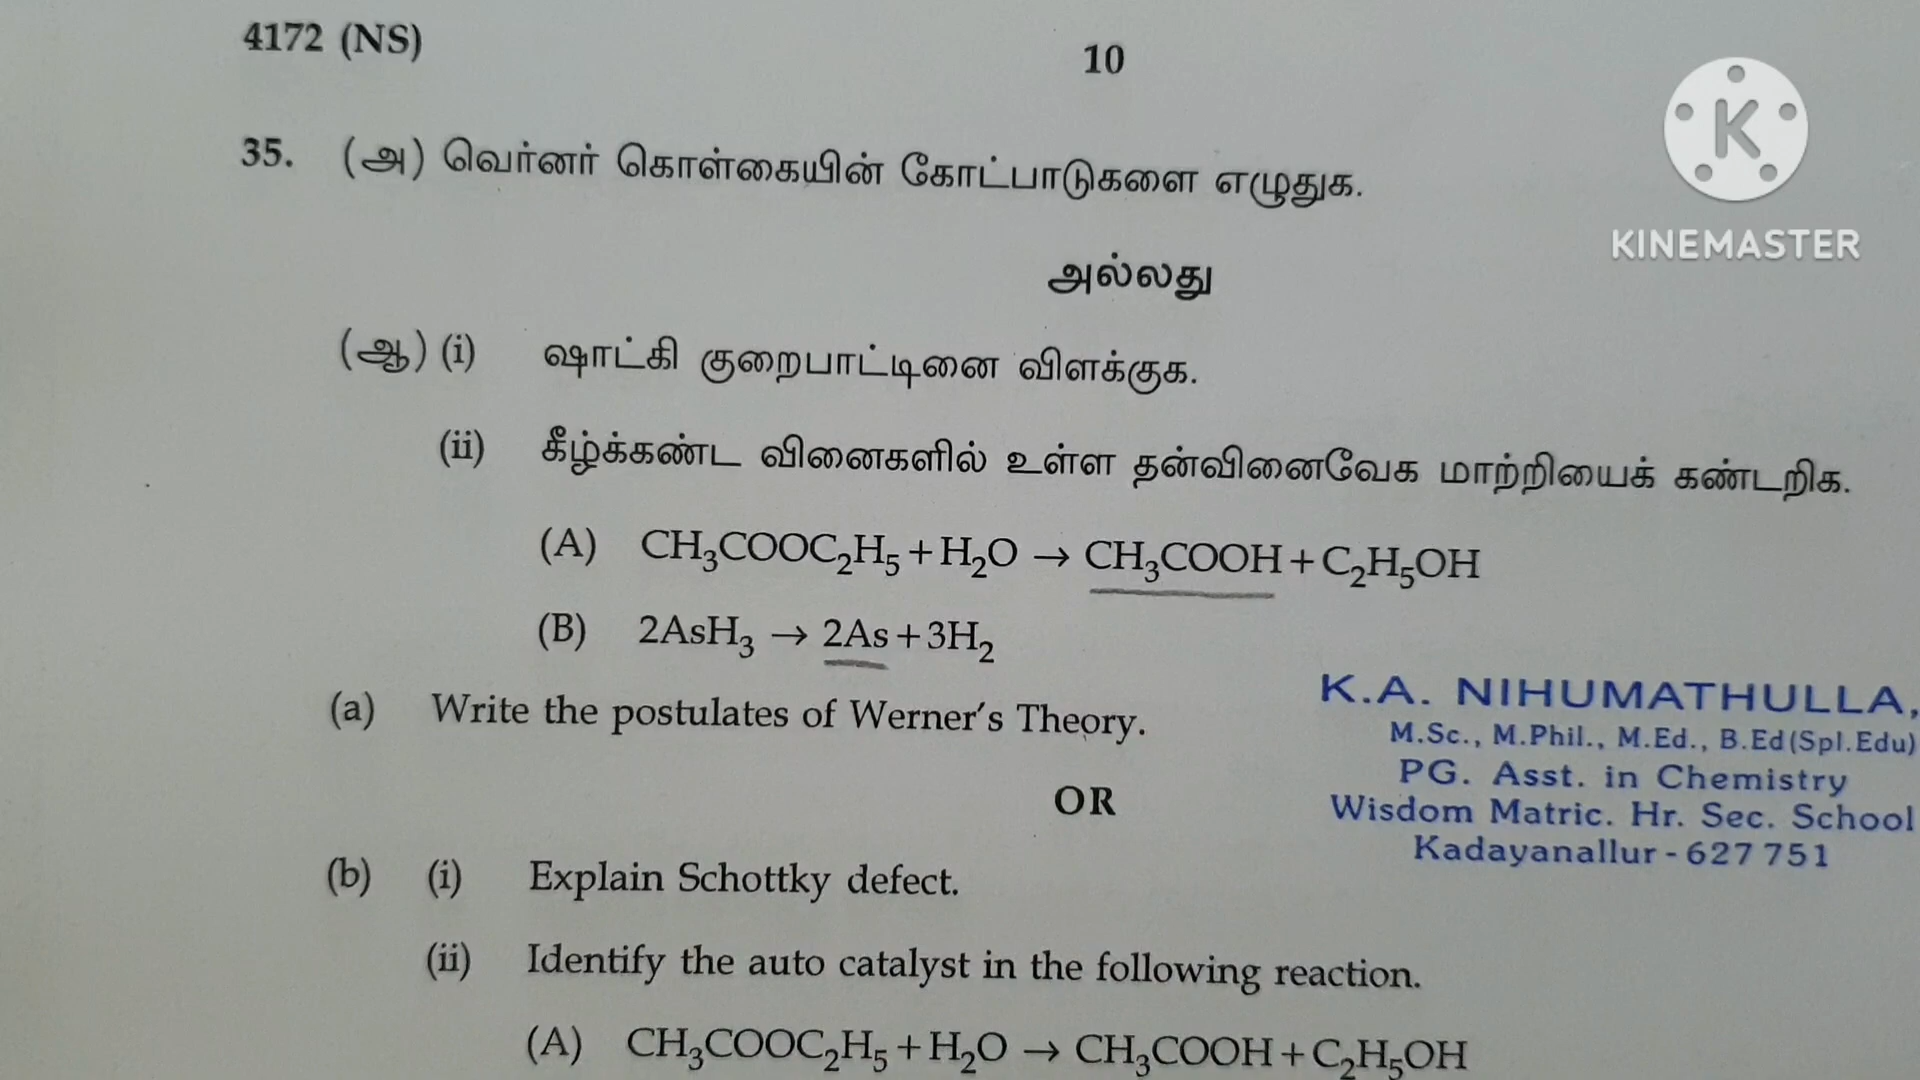 4172 (NS)
10
K
KINEMASTER
35. (அ) வெர்னர் கொள்கையின் கோட்பாடுகளை எழுதுக.
அல்லது
(ஆ) (i) ஷாட்கி குறைபாட்டினை விளக்குக.
(ii) கீழ்க்கண்ட வினைகளில் உள்ள தன்வினைவேக மாற்றியைக் கண்டறிக.
(A) CH₃COOC₂H₅ + H₂O → CH₃COOH + C₂H₅OH
(B) 2AsH₃ → 2As + 3H₂
(a) Write the postulates of Werner's Theory.
OR
K.A. NIHUMATHULLA,
M.Sc., M.Phil., M.Ed., B.Ed(Spl.Edu)
PG. Asst. in Chemistry
Wisdom Matric. Hr. Sec. School
Kadayanallur - 627 751
(b) (i) Explain Schottky defect.
(ii) Identify the auto catalyst in the following reaction.
(A) CH₃COOC₂H₅ + H₂O → CH₃COOH + C₂H₅OH